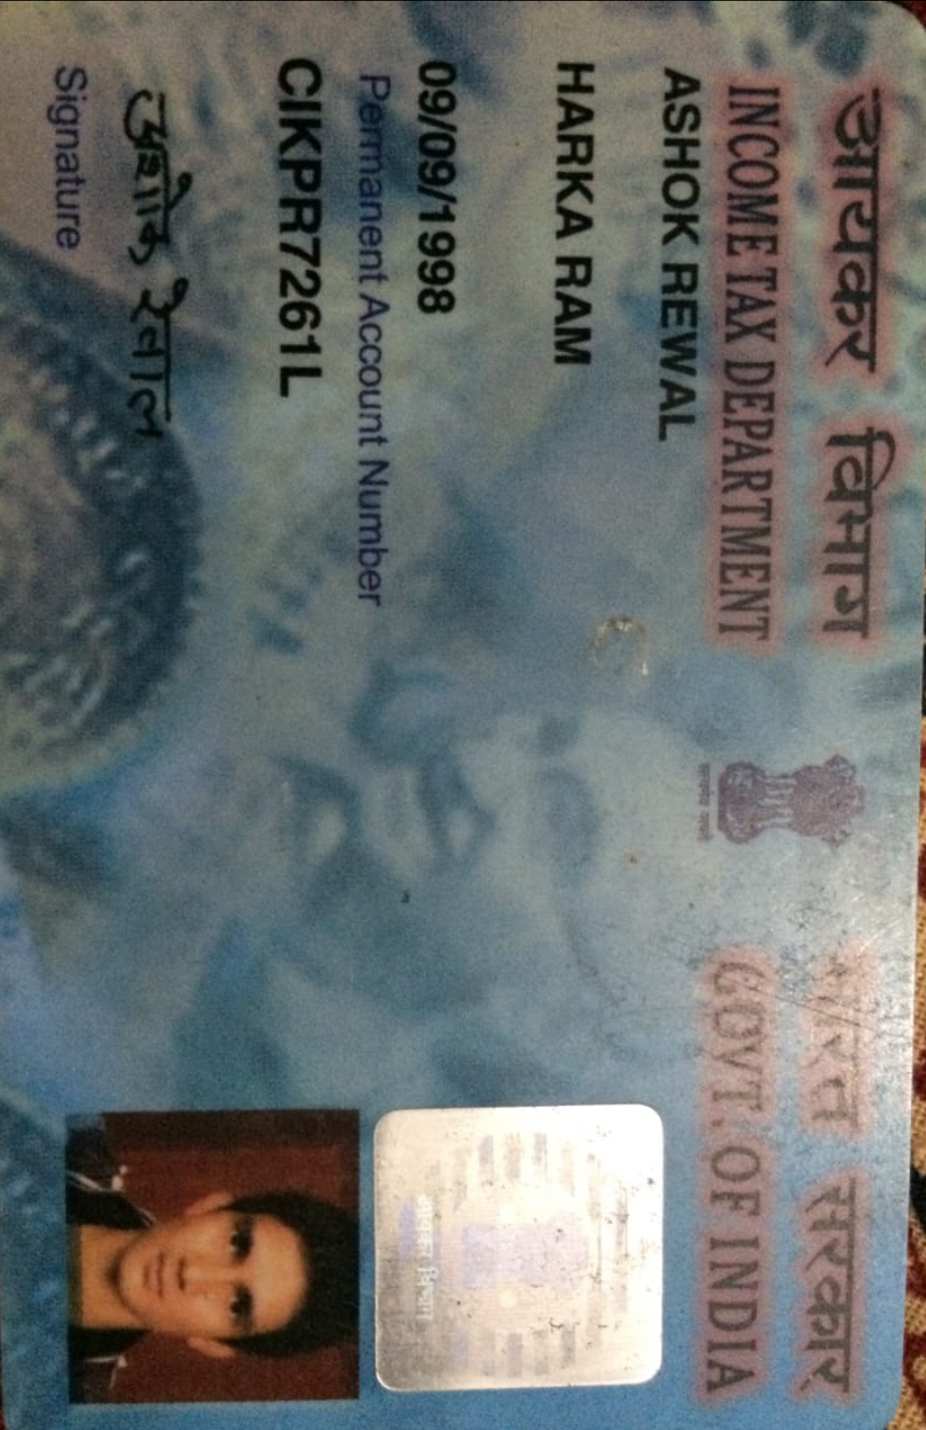 आयकर विभाग
INCOME TAX DEPARTMENT
भारत सरकार
GOVT. OF INDIA
ASHOK REWAL
HARKA RAM
09/09/1998
Permanent Account Number
CIKPR7261L
अशोक रेवाल
Signature